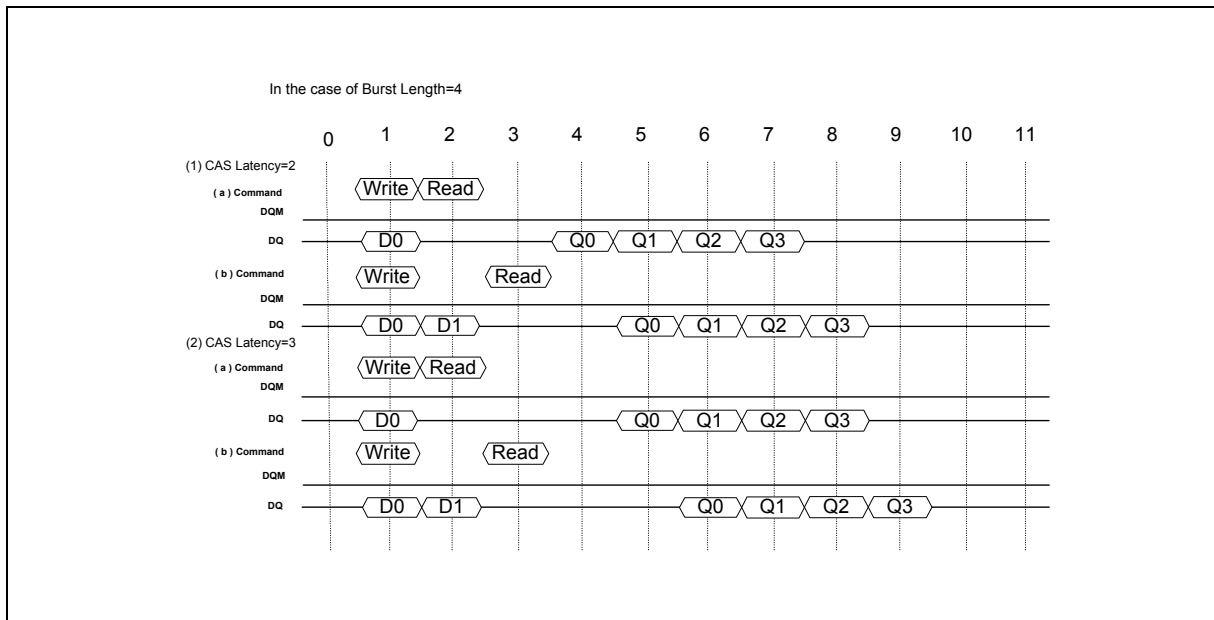 In the case of Burst Length=4
0 1 2 3 4 5 6 7 8 9 10 11
(1) CAS Latency=2
( a ) Command Write Read
DQM
DQ D0 Q0 Q1 Q2 Q3
( b ) Command Write Read
DQM
DQ D0 D1 Q0 Q1 Q2 Q3
(2) CAS Latency=3
( a ) Command Write Read
DQM
DQ D0 Q0 Q1 Q2 Q3
( b ) Command Write Read
DQM
DQ D0 D1 Q0 Q1 Q2 Q3